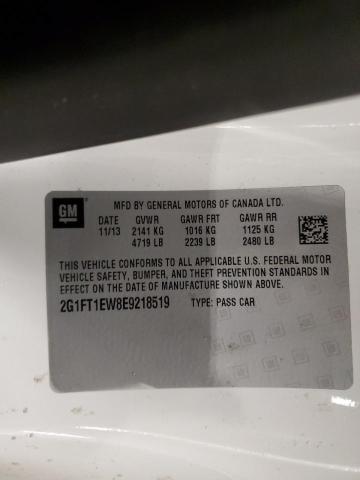 GM
MFD BY GENERAL MOTORS OF CANADA LTD.
DATE GVWR GAWR FRT GAWR RR
11/13 2141 KG 1016 KG 1125 KG
4719 LB 2239 LB 2480 LB
THIS VEHICLE CONFORMS TO ALL APPLICABLE U.S. FEDERAL MOTOR
VEHICLE SAFETY, BUMPER, AND THEFT PREVENTION STANDARDS IN
EFFECT ON THE DATE OF MANUFACTURE SHOWN ABOVE.
2G1FT1EW8E9218519 TYPE: PASS CAR